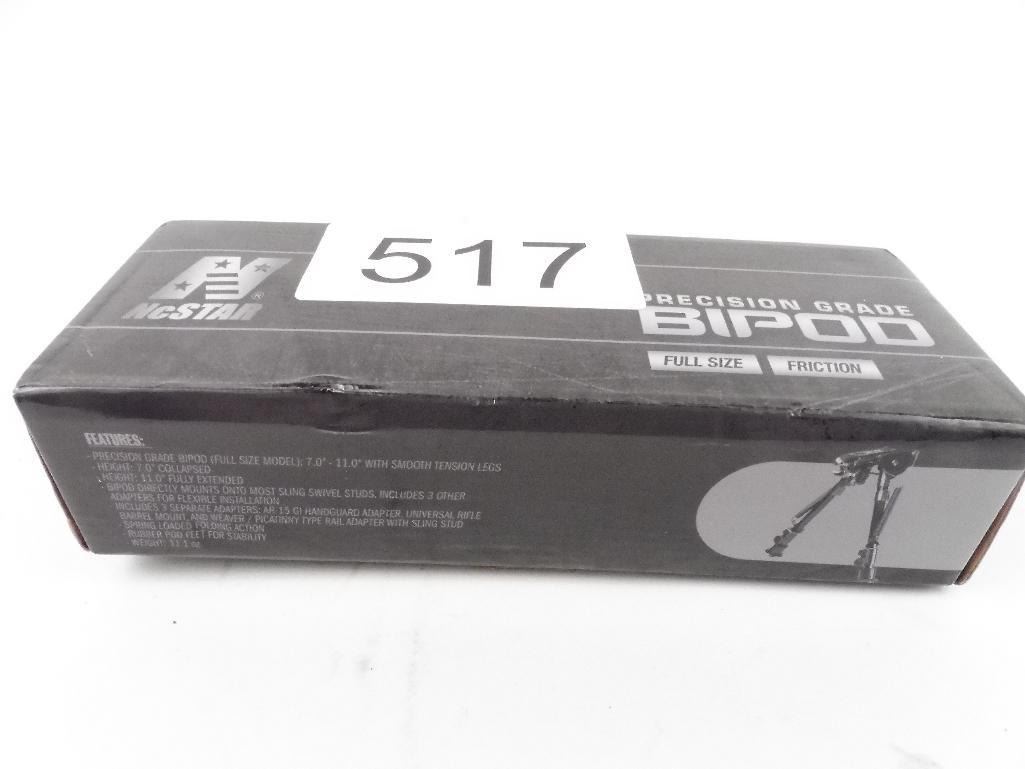 517
NcSTAR®
PRECISION GRADE
BIPOD
FULL SIZE
FRICTION
FEATURES:
- PRECISION GRADE BIPOD (FULL SIZE MODEL): 7.0" - 11.0" WITH SMOOTH TENSION LEGS
- HEIGHT: 7.0" COLLAPSED
- HEIGHT: 11.0" FULLY EXTENDED
- BIPOD DIRECTLY MOUNTS ONTO MOST SLING SWIVEL STUDS, INCLUDES 3 OTHER
ADAPTERS FOR FLEXIBLE INSTALLATION
INCLUDES 3 SEPARATE ADAPTERS: AR-15 GI HANDGUARD ADAPTER, UNIVERSAL RIFLE
BARREL MOUNT AND WEAVER / PICATINNY TYPE RAIL ADAPTER WITH SLING STUD
- SPRING LOADED FOLDING ACTION
- RUBBER POD FEET FOR STABILITY
- WEIGHT: 11.1 oz